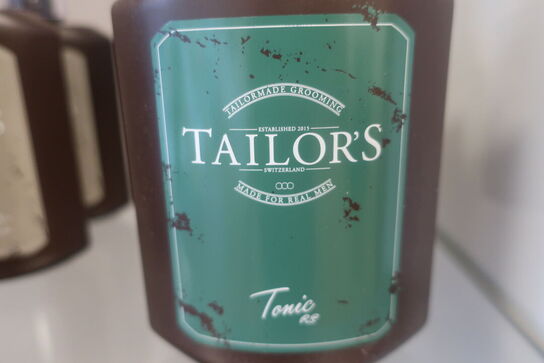 TAILORMADE GROOMING
ESTABLISHED 2015
TAILOR'S
SWITZERLAND
MADE FOR REAL MEN
Tonic